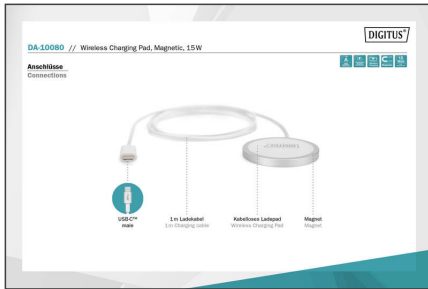 DIGITUS®
DA-10080 // Wireless Charging Pad, Magnetic, 15W
Anschlüsse
Connections
USB-C™
male
1 m Ladekabel
1 m Charging cable
Kabelloses Ladepad
Wireless Charging Pad
Magnet
Magnet